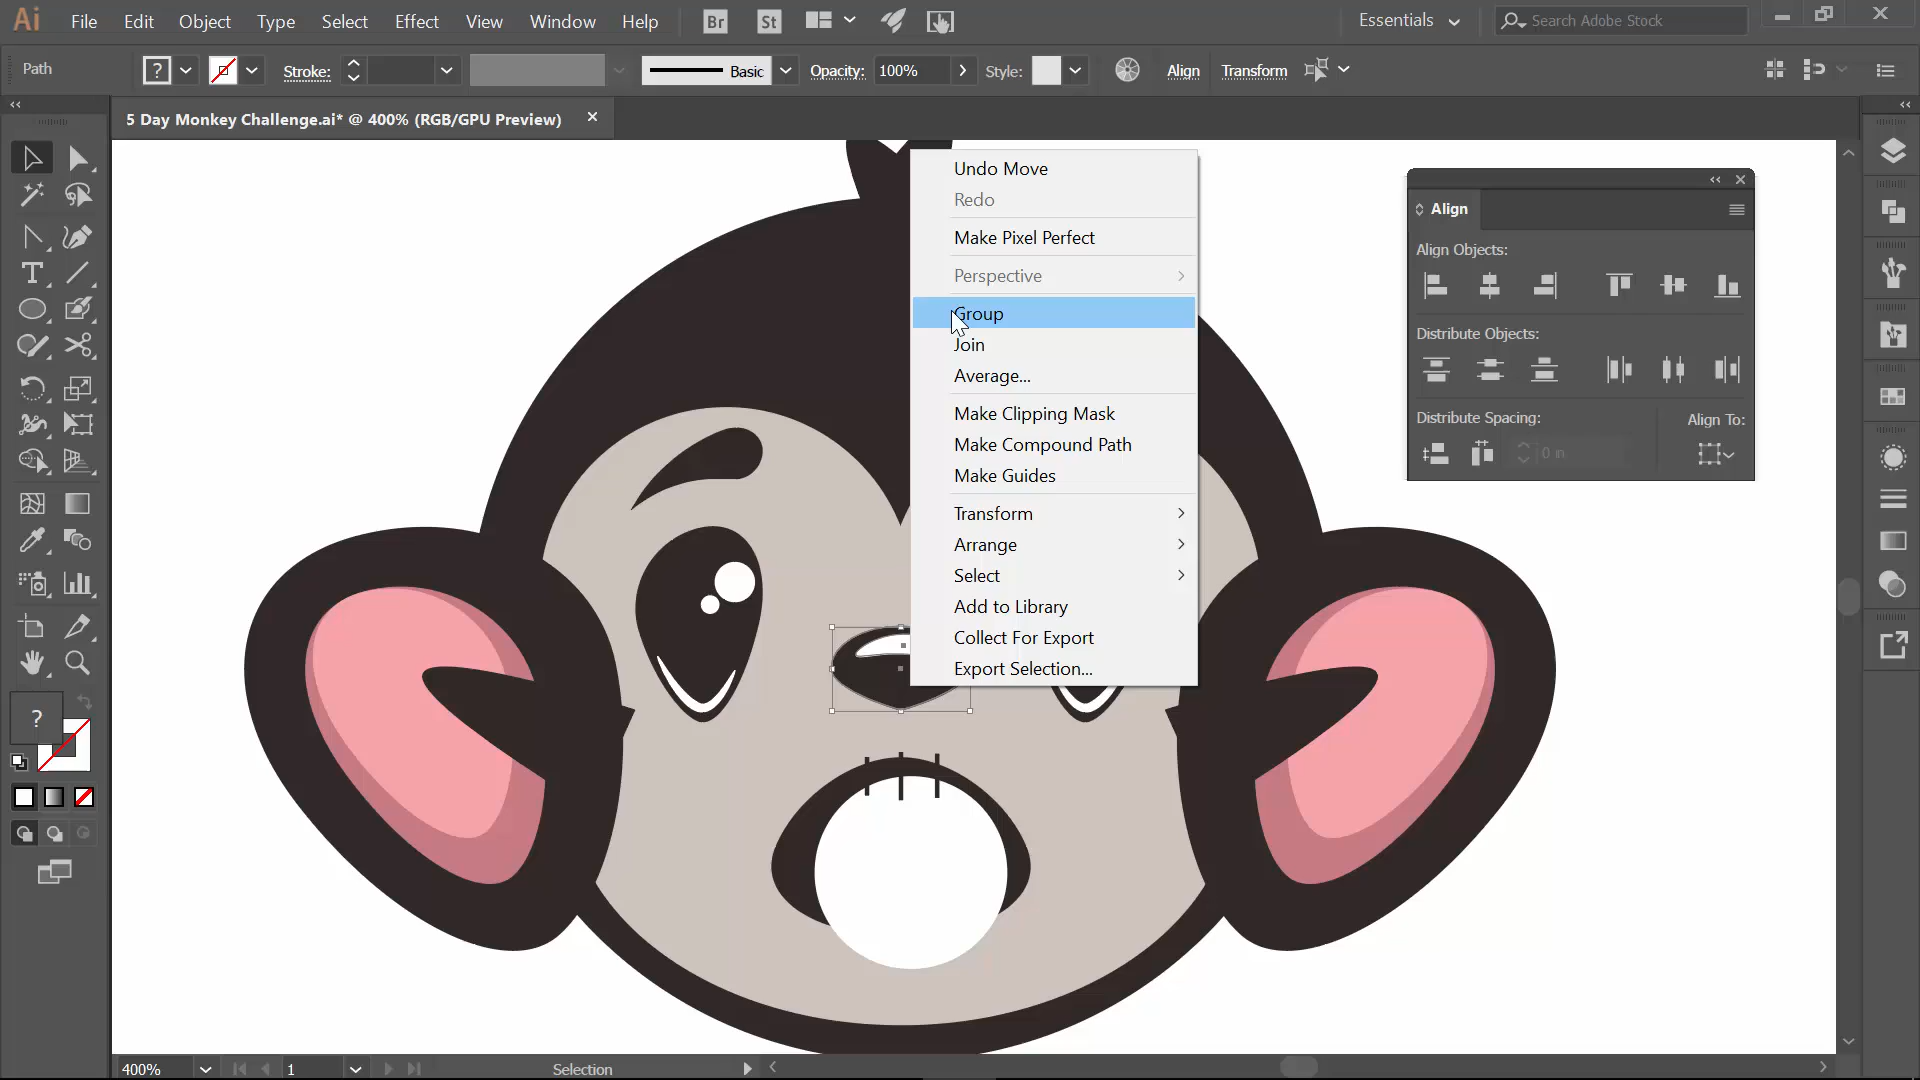 Ai File Edit Object Type Select Effect View Window Help Br St Essentials Search Adobe Stock
Path ? Stroke: Basic Opacity: 100% Style: Align Transform
5 Day Monkey Challenge.ai* @ 400% (RGB/GPU Preview)
Undo Move
Redo
Make Pixel Perfect
Perspective
Group
Join
Average...
Make Clipping Mask
Make Compound Path
Make Guides
Transform
Arrange
Select
Add to Library
Collect For Export
Export Selection...
Align
Align Objects:
Distribute Objects:
Distribute Spacing:
Align To:
0 in
?
400% 1 Selection